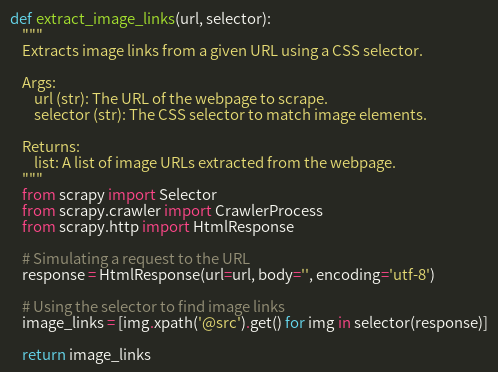 def extract_image_links(url, selector):
    """
    Extracts image links from a given URL using a CSS selector.

    Args:
        url (str): The URL of the webpage to scrape.
        selector (str): The CSS selector to match image elements.

    Returns:
        list: A list of image URLs extracted from the webpage.
    """
    from scrapy import Selector
    from scrapy.crawler import CrawlerProcess
    from scrapy.http import HtmlResponse

    # Simulating a request to the URL
    response = HtmlResponse(url=url, body='', encoding='utf-8')

    # Using the selector to find image links
    image_links = [img.xpath('@src').get() for img in selector(response)]

    return image_links